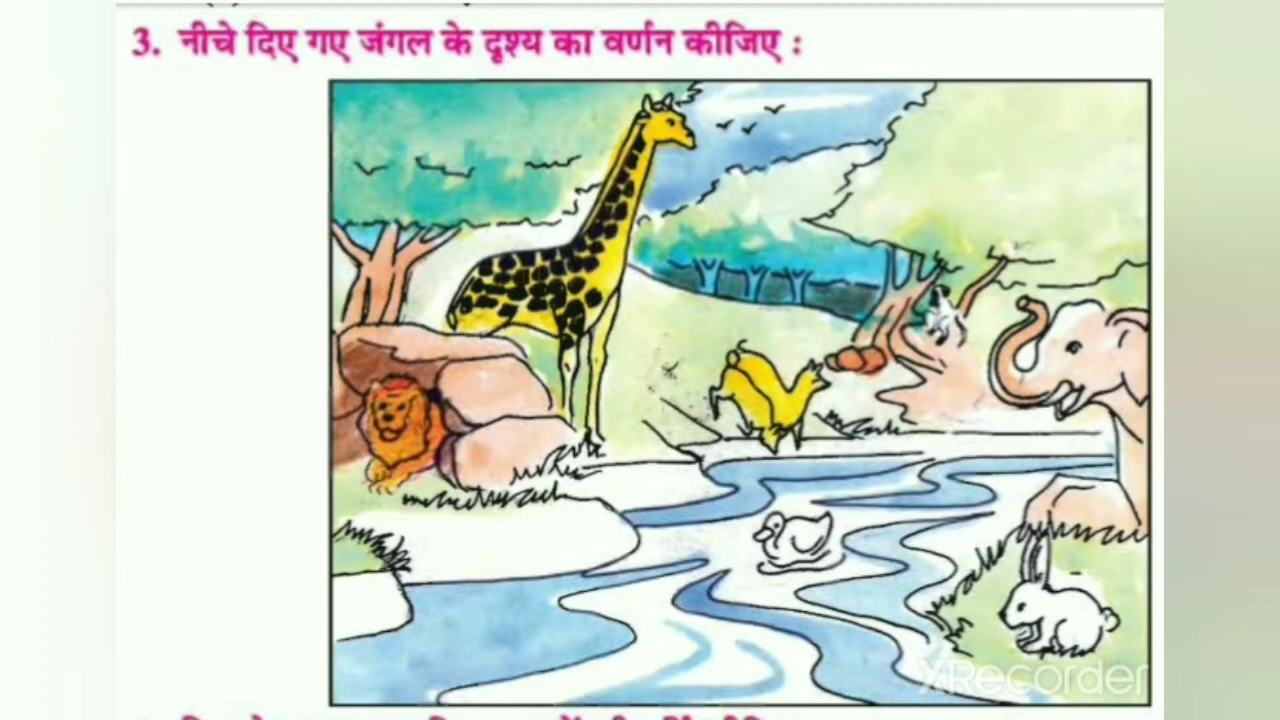 3. नीचे दिए गए जंगल के दृश्य का वर्णन कीजिए :
XRecorder